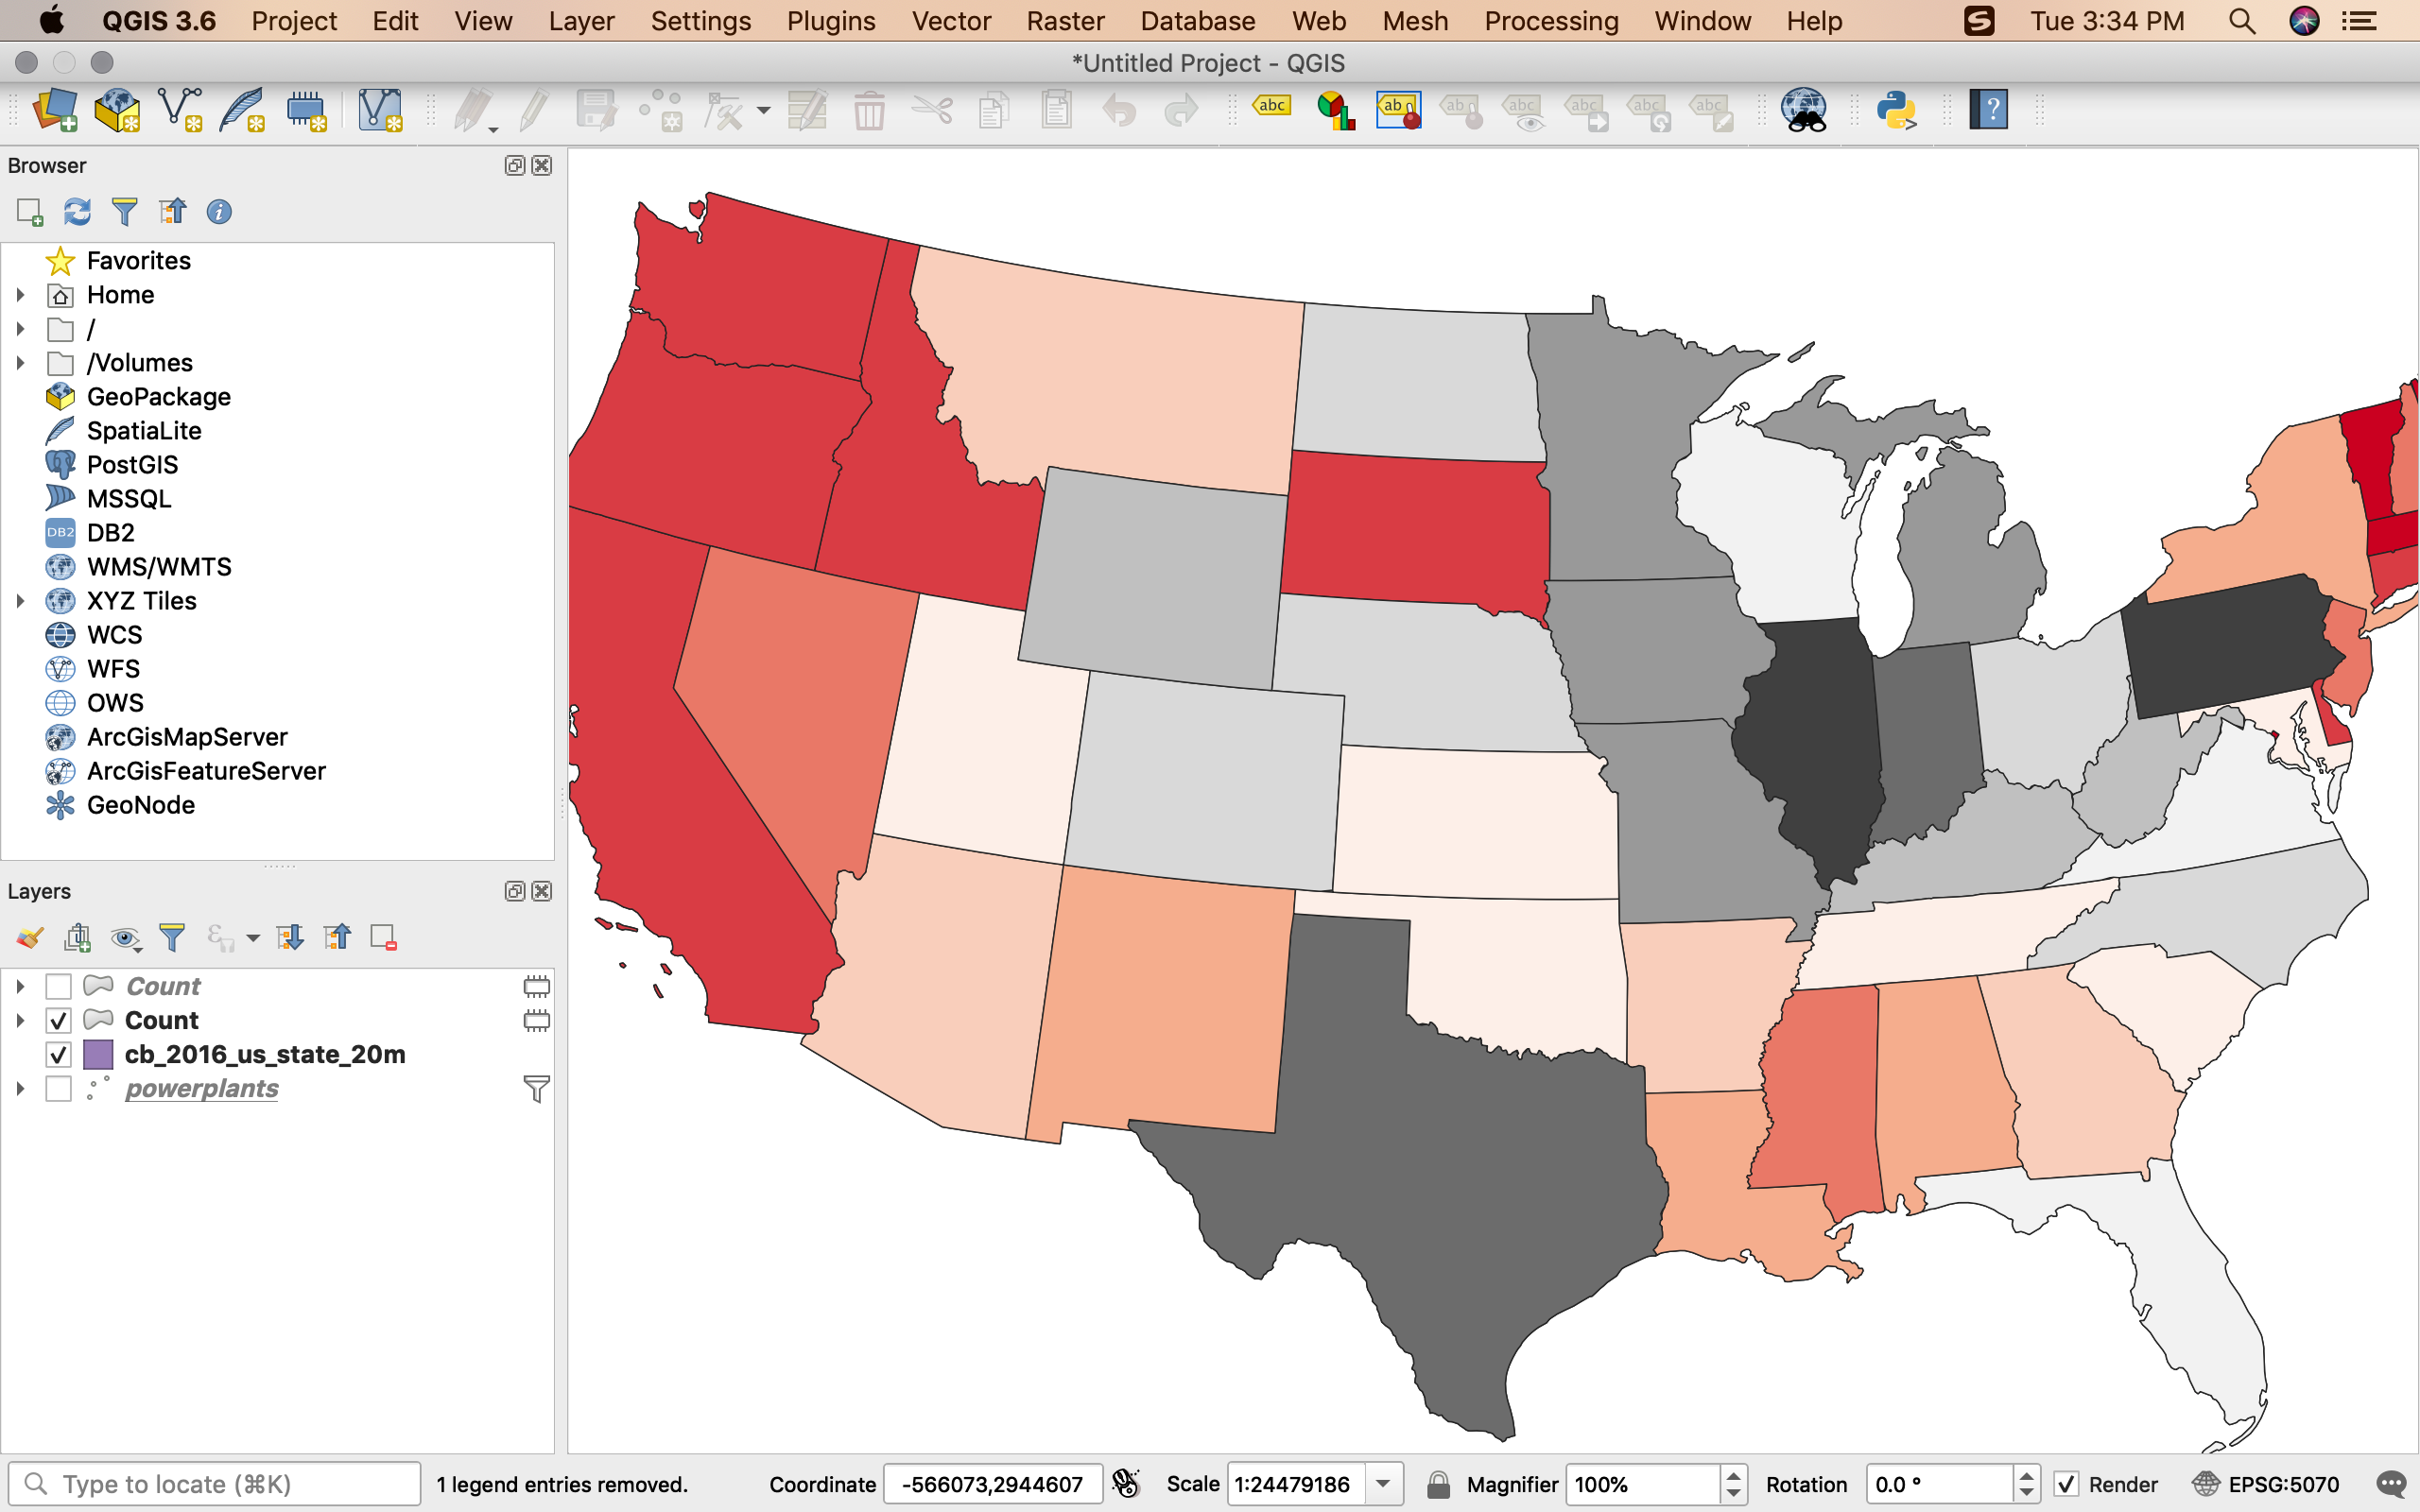 QGIS 3.6 Project Edit View Layer Settings Plugins Vector Raster Database Web Mesh Processing Window Help S Tue 3:34 PM
*Untitled Project - QGIS
abc abc
Browser
Favorites
Home
/
/Volumes
GeoPackage
SpatiaLite
PostGIS
MSSQL
DB2 DB2
WMS/WMTS
XYZ Tiles
WCS
WFS
OWS
ArcGisMapServer
ArcGisFeatureServer
GeoNode
Layers
Count
Count
cb_2016_us_state_20m
powerplants
Type to locate (⌘K) 1 legend entries removed. Coordinate -566073,2944607 Scale 1:24479186 Magnifier 100% Rotation 0.0 ° Render EPSG:5070